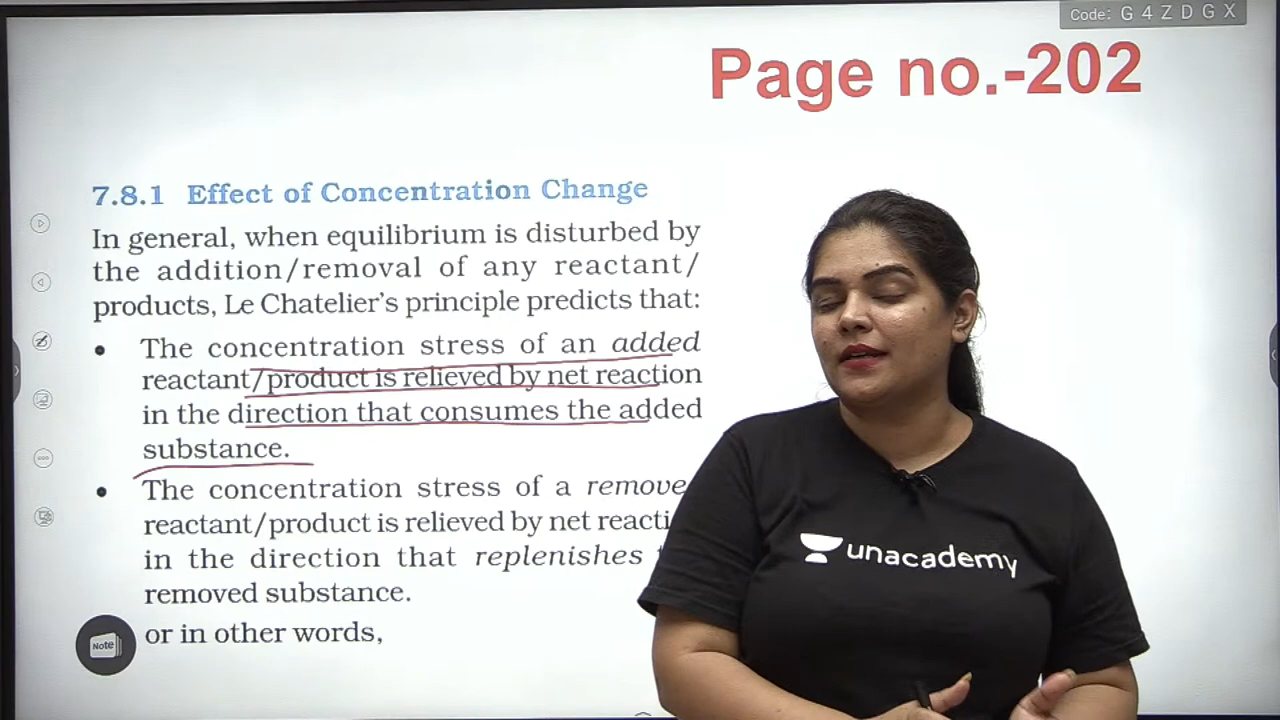 Code: G 4 Z D G X
Page no.-202
7.8.1 Effect of Concentration Change
In general, when equilibrium is disturbed by
the addition/removal of any reactant/
products, Le Chatelier's principle predicts that:
• The concentration stress of an added
reactant/product is relieved by net reaction
in the direction that consumes the added
substance.
• The concentration stress of a remove
reactant/product is relieved by net reacti
in the direction that replenishes
removed substance.
or in other words,
Note
unacademy